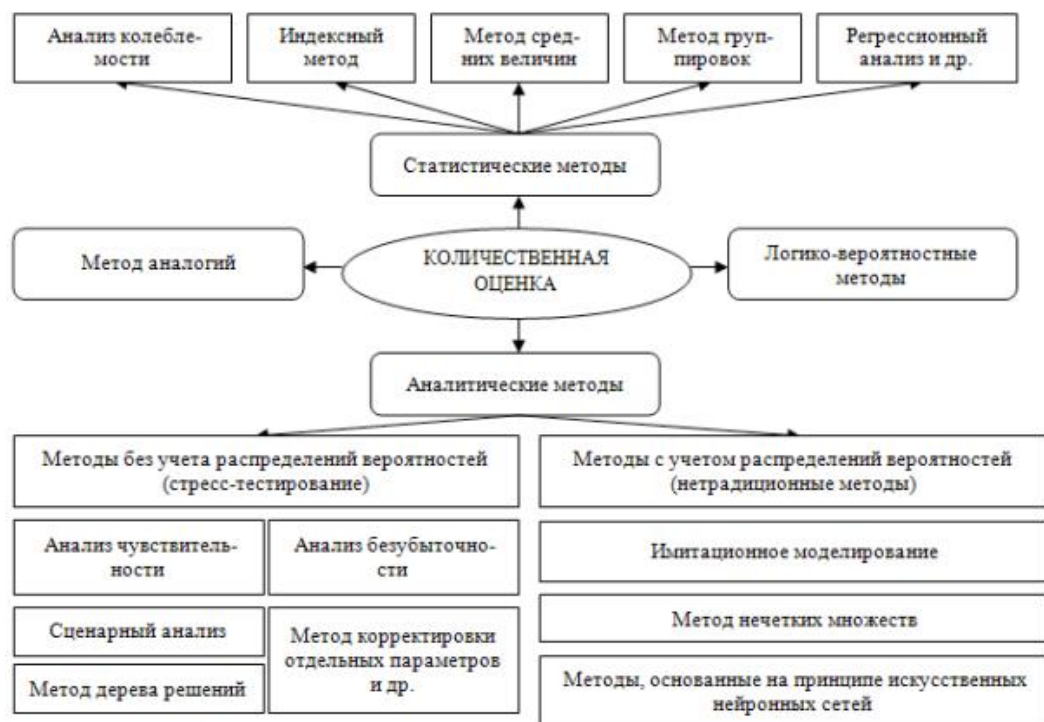 Анализ колебле-
мости
Индексный
метод
Метод сред-
них величин
Метод груп-
пировок
Регрессионный
анализ и др.
Статистические методы
Метод аналогий
КОЛИЧЕСТВЕННАЯ
ОЦЕНКА
Логико-вероятностные
методы
Аналитические методы
Методы без учета распределений вероятностей
(стресс-тестирование)
Методы с учетом распределений вероятностей
(нетрадиционные методы)
Анализ чувствитель-
ности
Анализ безубыточно-
сти
Имитационное моделирование
Сценарный анализ
Метод корректировки
отдельных параметров
и др.
Метод нечетких множеств
Метод дерева решений
Методы, основанные на принципе искусственных
нейронных сетей